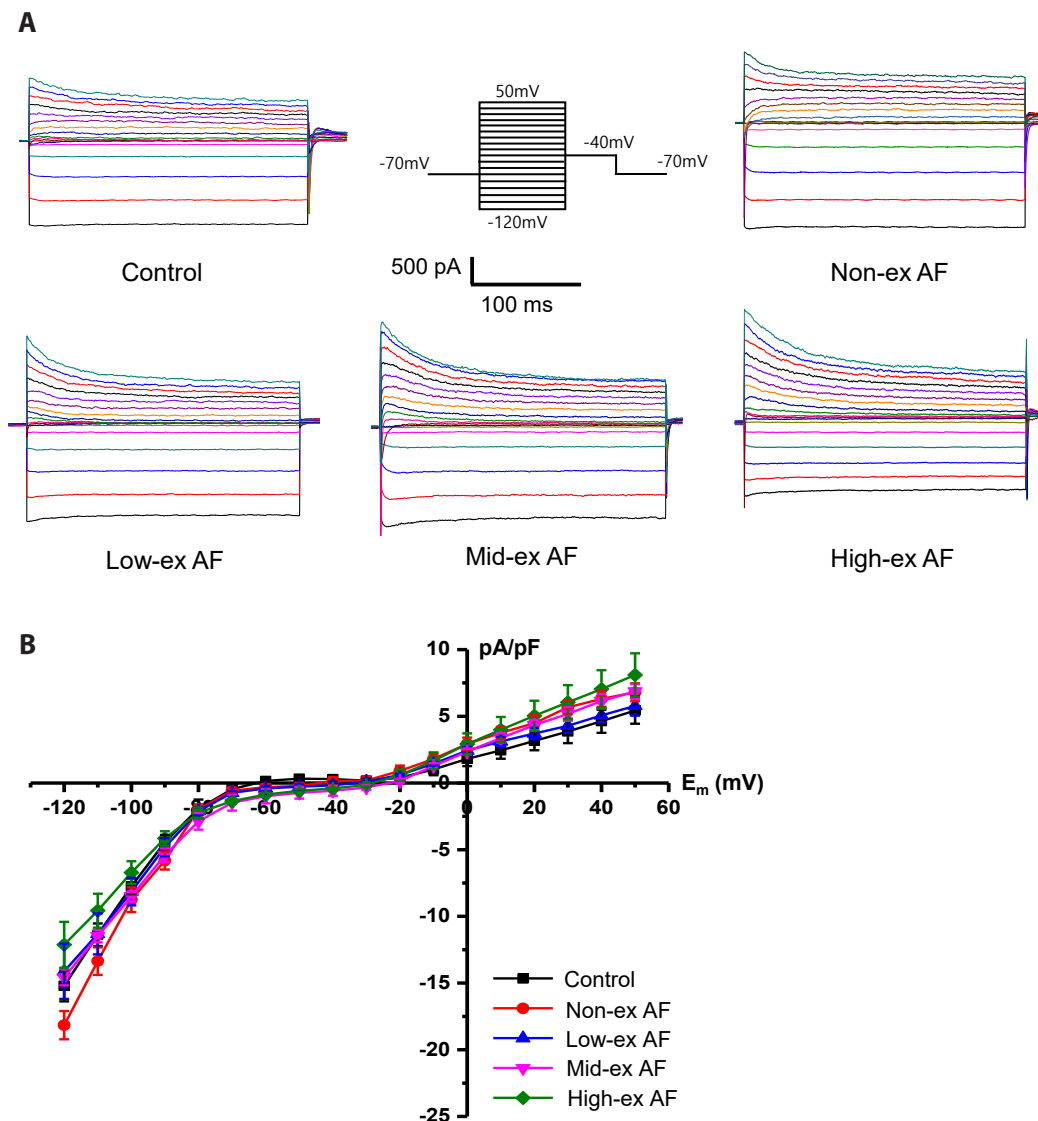 A
50mV
-70mV
-40mV
-70mV
-120mV
Control
500 pA
100 ms
Non-ex AF
Low-ex AF
Mid-ex AF
High-ex AF
B
pA/pF
10
5
0
-5
-10
-15
-20
-25
-120 -100 -80 -60 -40 -20 0 20 40 60
Em (mV)
Control
Non-ex AF
Low-ex AF
Mid-ex AF
High-ex AF